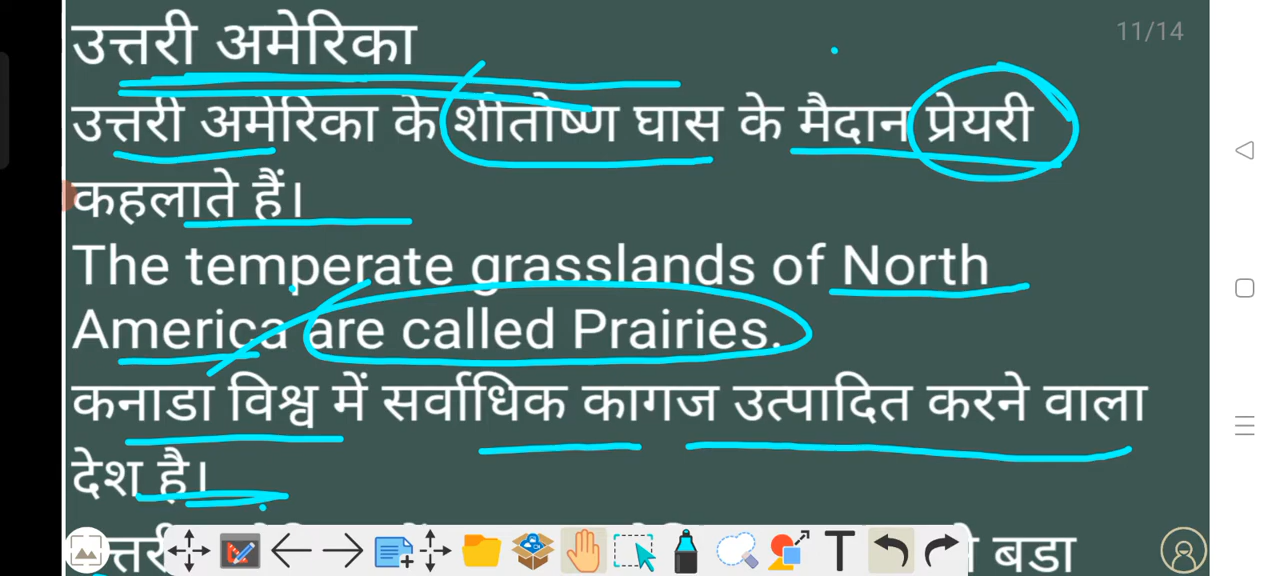 11/14
उत्तरी अमेरिका
उत्तरी अमेरिका के शीतोष्ण घास के मैदान प्रेयरी
कहलाते हैं।
The temperate grasslands of North
America are called Prairies.
कनाडा विश्व में सर्वाधिक कागज उत्पादित करने वाला
देश है।
बडा
T